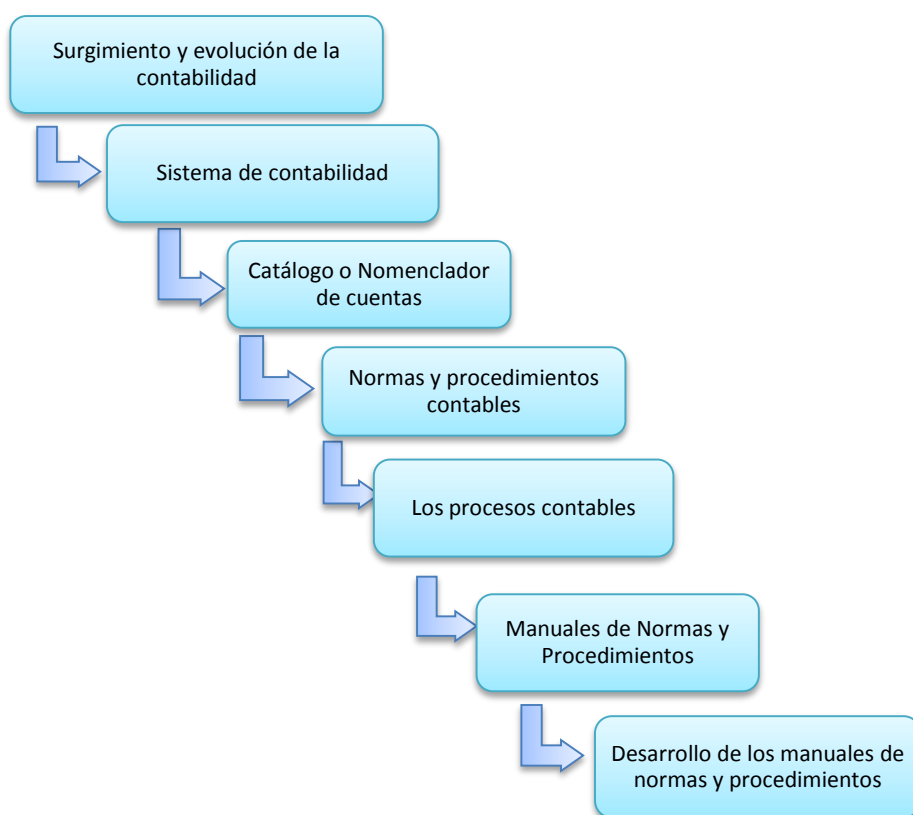 Surgimiento y evolución de la
contabilidad
Sistema de contabilidad
Catálogo o Nomenclador
de cuentas
Normas y procedimientos
contables
Los procesos contables
Manuales de Normas y
Procedimientos
Desarrollo de los manuales de
normas y procedimientos